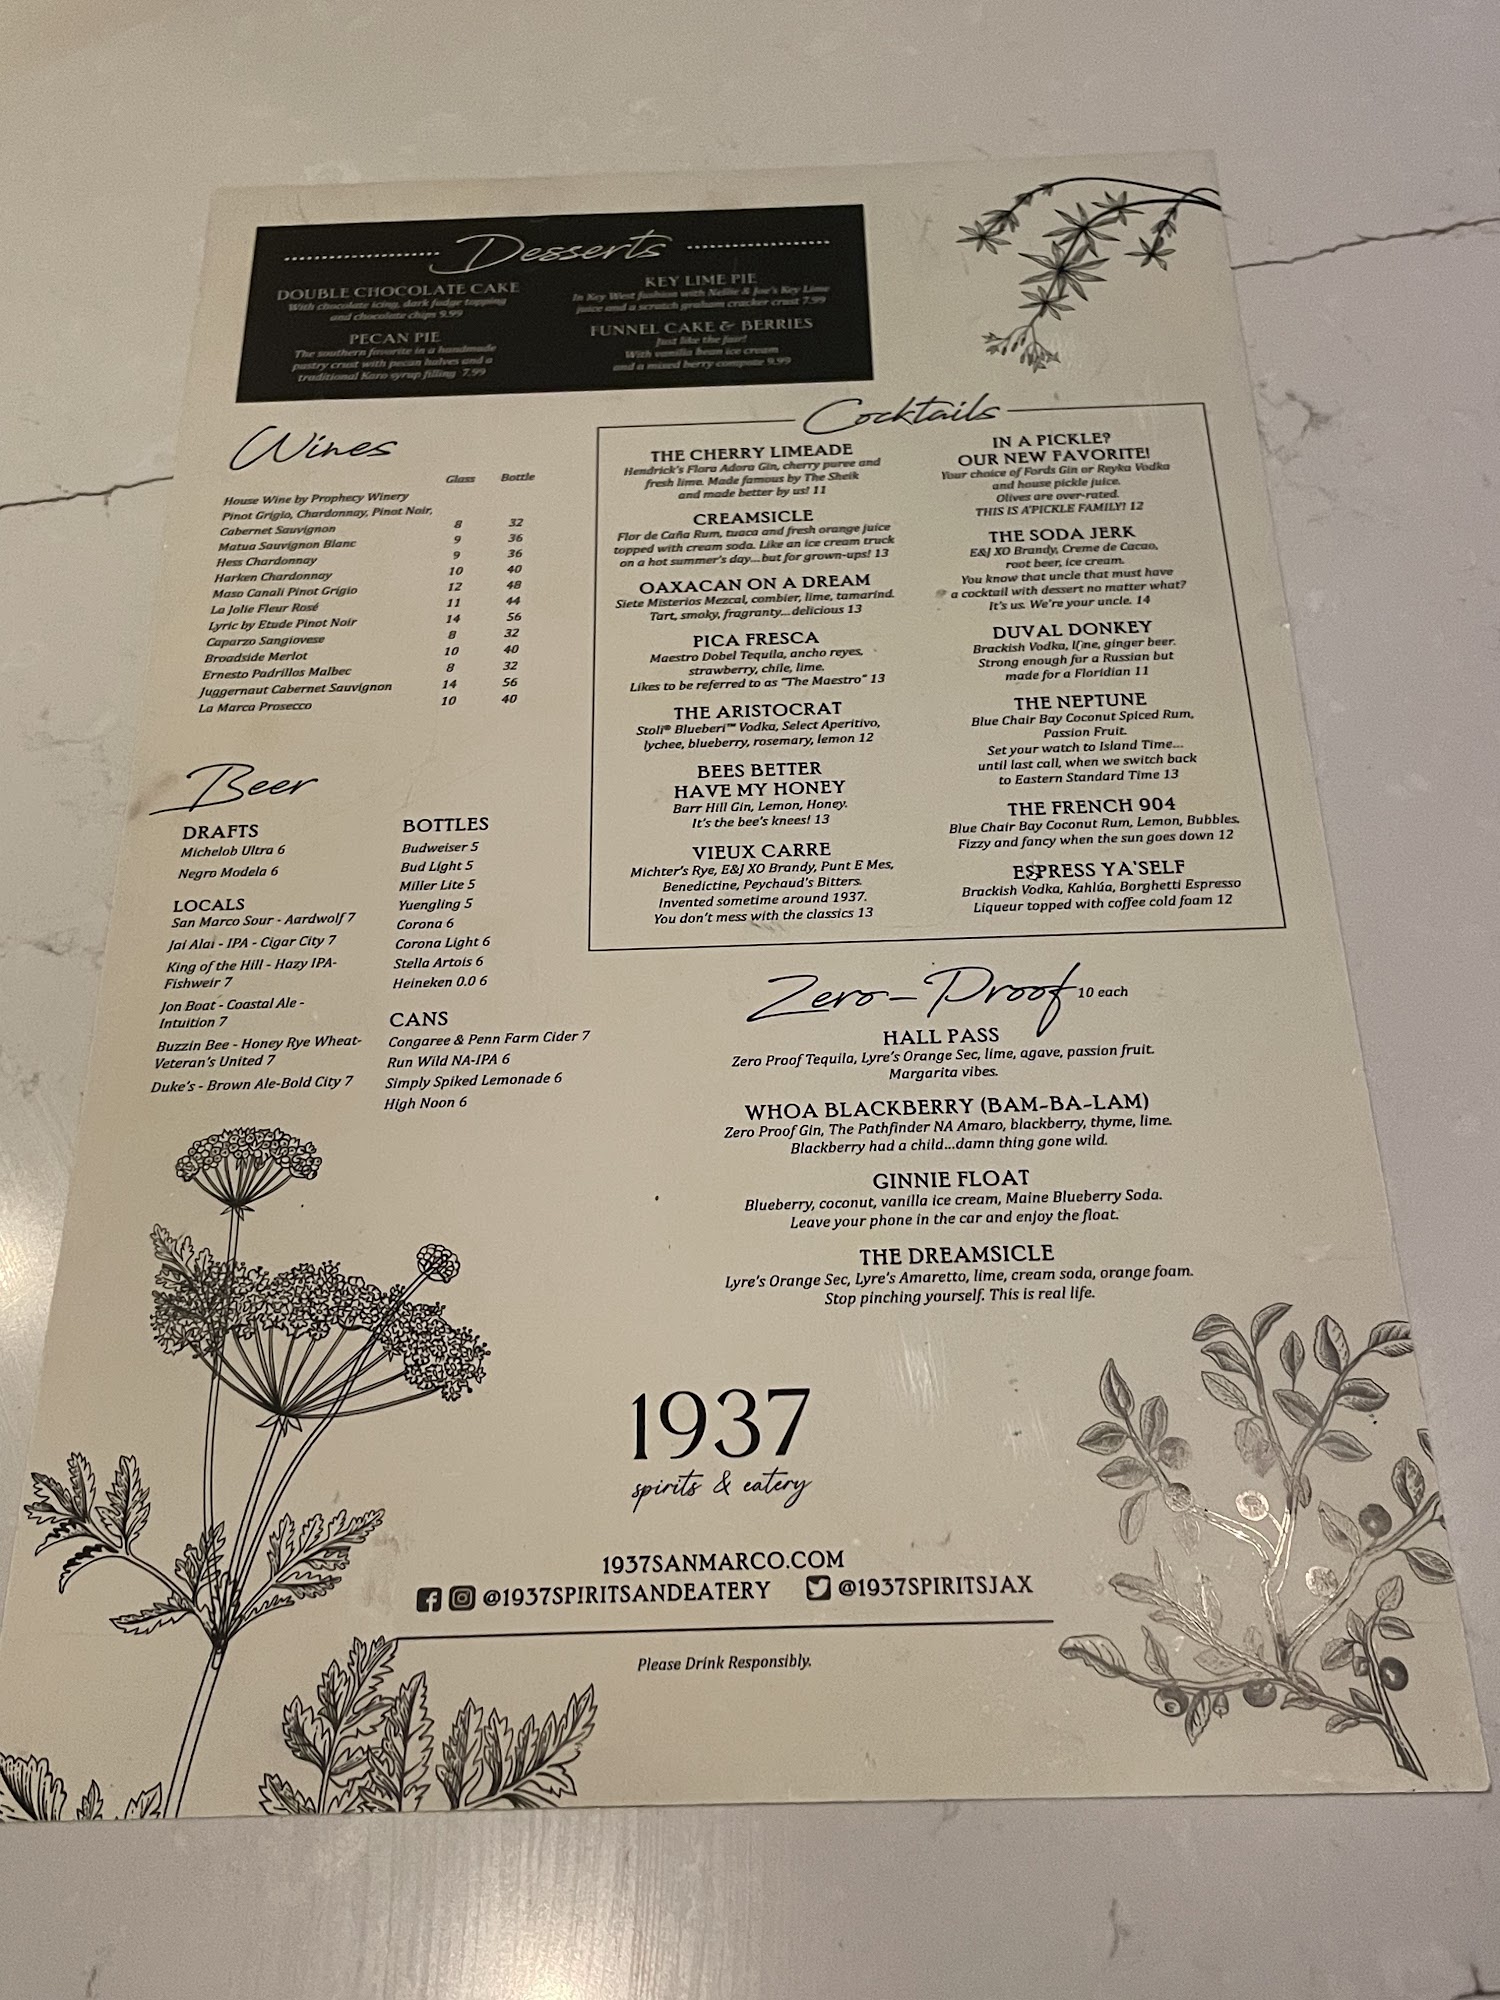 Desserts
DOUBLE CHOCOLATE CAKE
With chocolate icing, dark fudge topping
and chocolate chips 9.99
PECAN PIE
The southern favorite in a handmade
pastry crust with pecan halves and a
traditional Karo syrup filling 7.99
KEY LIME PIE
In Key West fashion with Nellie & Joe's Key Lime
juice and a scratch graham cracker crust 7.99
FUNNEL CAKE & BERRIES
Just like the fair!
With vanilla bean ice cream
and a mixed berry compote 9.99
Wines
Glass Bottle
House Wine by Prophecy Winery
Pinot Grigio, Chardonnay, Pinot Noir,
Cabernet Sauvignon 8 32
Matua Sauvignon Blanc 9 36
Hess Chardonnay 9 36
Harken Chardonnay 10 40
Maso Canali Pinot Grigio 12 48
La Jolie Fleur Rosé 11 44
Lyric by Etude Pinot Noir 14 56
Caparzo Sangiovese 8 32
Broadside Merlot 10 40
Ernesto Padrillos Malbec 8 32
Juggernaut Cabernet Sauvignon 14 56
La Marca Prosecco 10 40
Beer
DRAFTS
Michelob Ultra 6
Negro Modela 6
LOCALS
San Marco Sour - Aardwolf 7
Jai Alai - IPA - Cigar City 7
King of the Hill - Hazy IPA-
Fishweir 7
Jon Boat - Coastal Ale -
Intuition 7
Buzzin Bee - Honey Rye Wheat-
Veteran's United 7
Duke's - Brown Ale-Bold City 7
BOTTLES
Budweiser 5
Bud Light 5
Miller Lite 5
Yuengling 5
Corona 6
Corona Light 6
Stella Artois 6
Heineken 0.0 6
CANS
Congaree & Penn Farm Cider 7
Run Wild NA-IPA 6
Simply Spiked Lemonade 6
High Noon 6
Cocktails
THE CHERRY LIMEADE
Hendrick's Flora Adora Gin, cherry puree and
fresh lime. Made famous by The Sheik
and made better by us! 11
CREAMSICLE
Flor de Caña Rum, tuaca and fresh orange juice
topped with cream soda. Like an ice cream truck
on a hot summer's day...but for grown-ups! 13
OAXACAN ON A DREAM
Siete Misterios Mezcal, combier, lime, tamarind.
Tart, smoky, fragranty...delicious 13
PICA FRESCA
Maestro Dobel Tequila, ancho reyes,
strawberry, chile, lime.
Likes to be referred to as "The Maestro" 13
THE ARISTOCRAT
Stoli® Blueberi™ Vodka, Select Aperitivo,
lychee, blueberry, rosemary, lemon 12
BEES BETTER
HAVE MY HONEY
Barr Hill Gin, Lemon, Honey.
It's the bee's knees! 13
VIEUX CARRE
Michter's Rye, E&J XO Brandy, Punt E Mes,
Benedictine, Peychaud's Bitters.
Invented sometime around 1937.
You don't mess with the classics 13
IN A PICKLE?
OUR NEW FAVORITE!
Your choice of Fords Gin or Reyka Vodka
and house pickle juice.
Olives are over-rated.
THIS IS A PICKLE FAMILY! 12
THE SODA JERK
E&J XO Brandy, Creme de Cacao,
root beer, ice cream.
You know that uncle that must have
a cocktail with dessert no matter what?
It's us. We're your uncle. 14
DUVAL DONKEY
Brackish Vodka, lime, ginger beer.
Strong enough for a Russian but
made for a Floridian 11
THE NEPTUNE
Blue Chair Bay Coconut Spiced Rum,
Passion Fruit.
Set your watch to Island Time...
until last call, when we switch back
to Eastern Standard Time 13
THE FRENCH 904
Blue Chair Bay Coconut Rum, Lemon, Bubbles.
Fizzy and fancy when the sun goes down 12
ESPRESS YA'SELF
Brackish Vodka, Kahlúa, Borghetti Espresso
Liqueur topped with coffee cold foam 12
Zero-Proof 10 each
HALL PASS
Zero Proof Tequila, Lyre's Orange Sec, lime, agave, passion fruit.
Margarita vibes.
WHOA BLACKBERRY (BAM-BA-LAM)
Zero Proof Gin, The Pathfinder NA Amaro, blackberry, thyme, lime.
Blackberry had a child...damn thing gone wild.
GINNIE FLOAT
Blueberry, coconut, vanilla ice cream, Maine Blueberry Soda.
Leave your phone in the car and enjoy the float.
THE DREAMSICLE
Lyre's Orange Sec, Lyre's Amaretto, lime, cream soda, orange foam.
Stop pinching yourself. This is real life.
1937
spirits & eatery
1937SANMARCO.COM
@1937SPIRITSANDEATERY @1937SPIRITSJAX
Please Drink Responsibly.